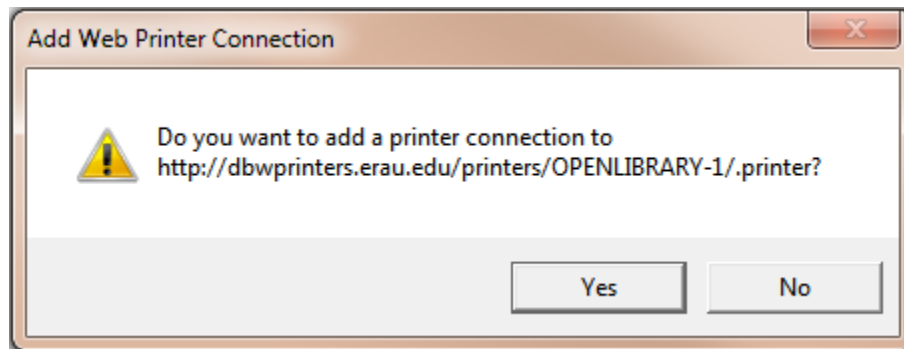 Add Web Printer Connection
Do you want to add a printer connection to
http://dbwprinters.erau.edu/printers/OPENLIBRARY-1/.printer?
Yes No